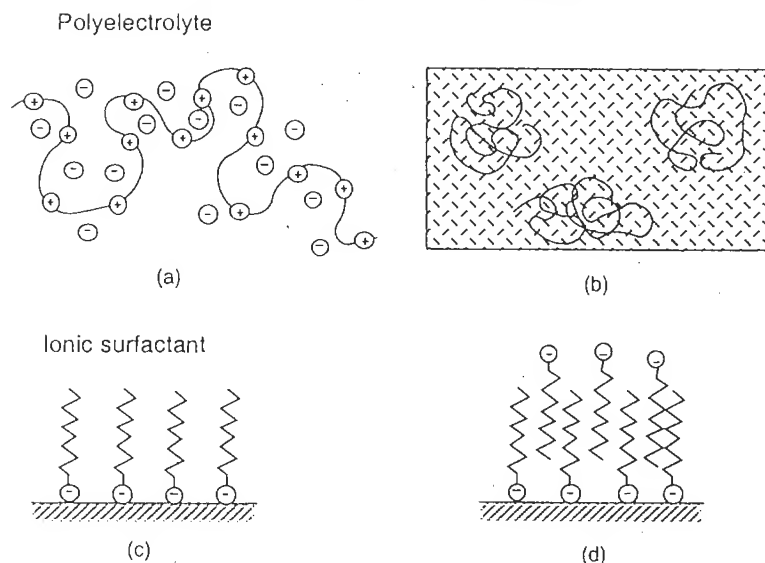 Polyelectrolyte
(a)
(b)
Ionic surfactant
(c)
(d)